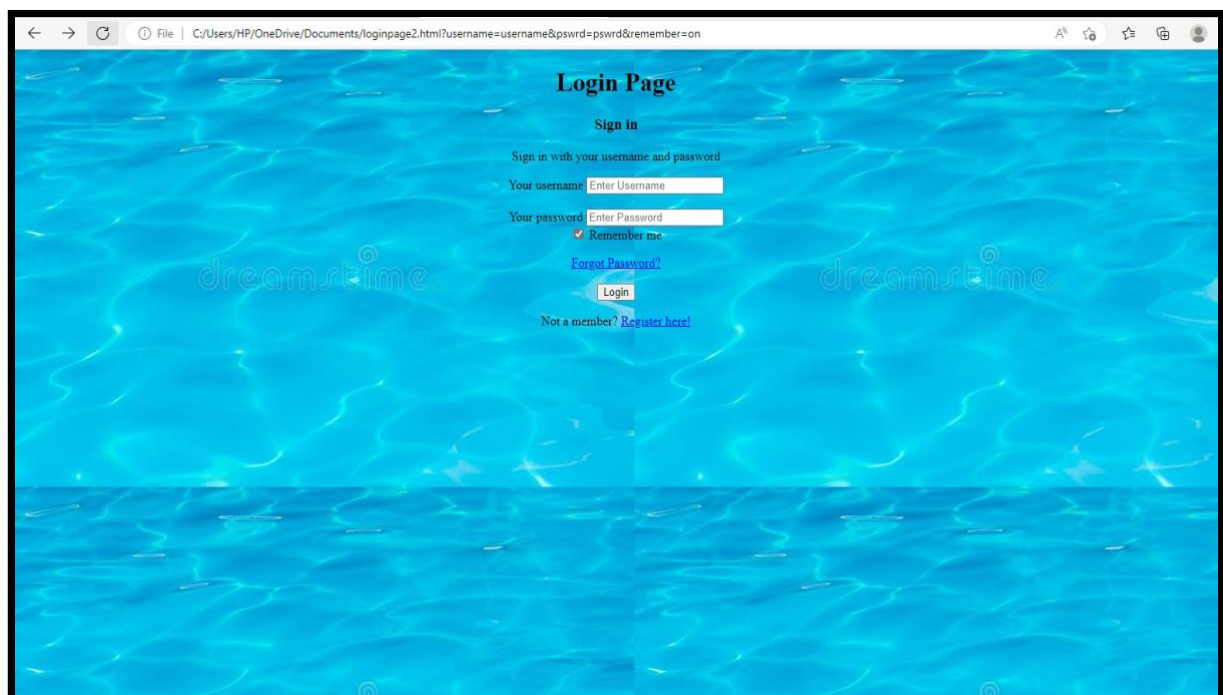 File | C:/Users/HP/OneDrive/Documents/loginpage2.html?username=username&pswrd=pswrd&remember=on
Login Page
Sign in
Sign in with your username and password
Your username Enter Username
Your password Enter Password
Remember me
dreamstime dreamstime
Forgot Password?
Login
Not a member? Register here!